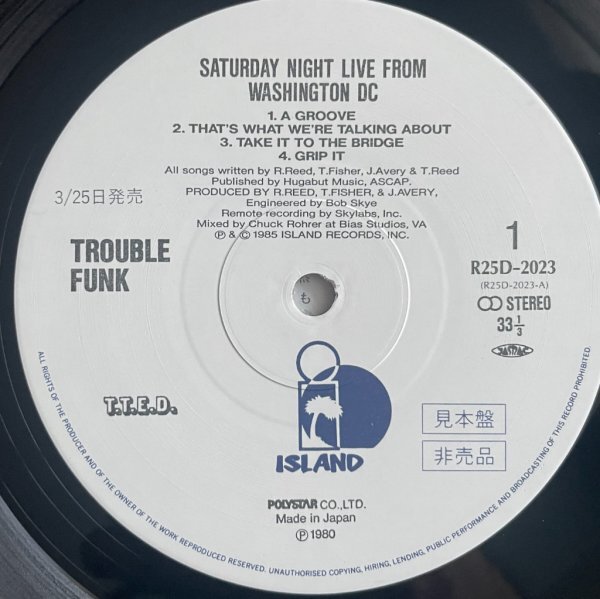 SATURDAY NIGHT LIVE FROM
WASHINGTON DC
1. A GROOVE
2. THAT'S WHAT WE'RE TALKING ABOUT
3. TAKE IT TO THE BRIDGE
4. GRIP IT
All songs written by R.Reed, T.Fisher, J.Avery & T.Reed
Published by Hugabut Music, ASCAP.
PRODUCED BY R.REED, T.FISHER, & J.AVERY,
Engineered by Bob Skye
Remote recording by Skylabs, Inc.
Mixed by Chuck Rohrer at Bias Studios, VA
Ⓟ & © 1985 ISLAND RECORDS, INC.
3/25日発売
TROUBLE
FUNK
1
R25D-2023
(R25D-2023-A)
STEREO
33 1/3
JASRAC
も
T.T.E.D.
ISLAND
見本盤
非売品
POLYSTAR CO.,LTD.
Made in Japan
Ⓟ1980
ALL RIGHTS OF THE PRODUCER AND OF THE OWNER OF THE WORK REPRODUCED RESERVED. UNAUTHORISED COPYING, HIRING, LENDING, PUBLIC PERFORMANCE AND BROADCASTING OF THIS RECORD PROHIBITED.